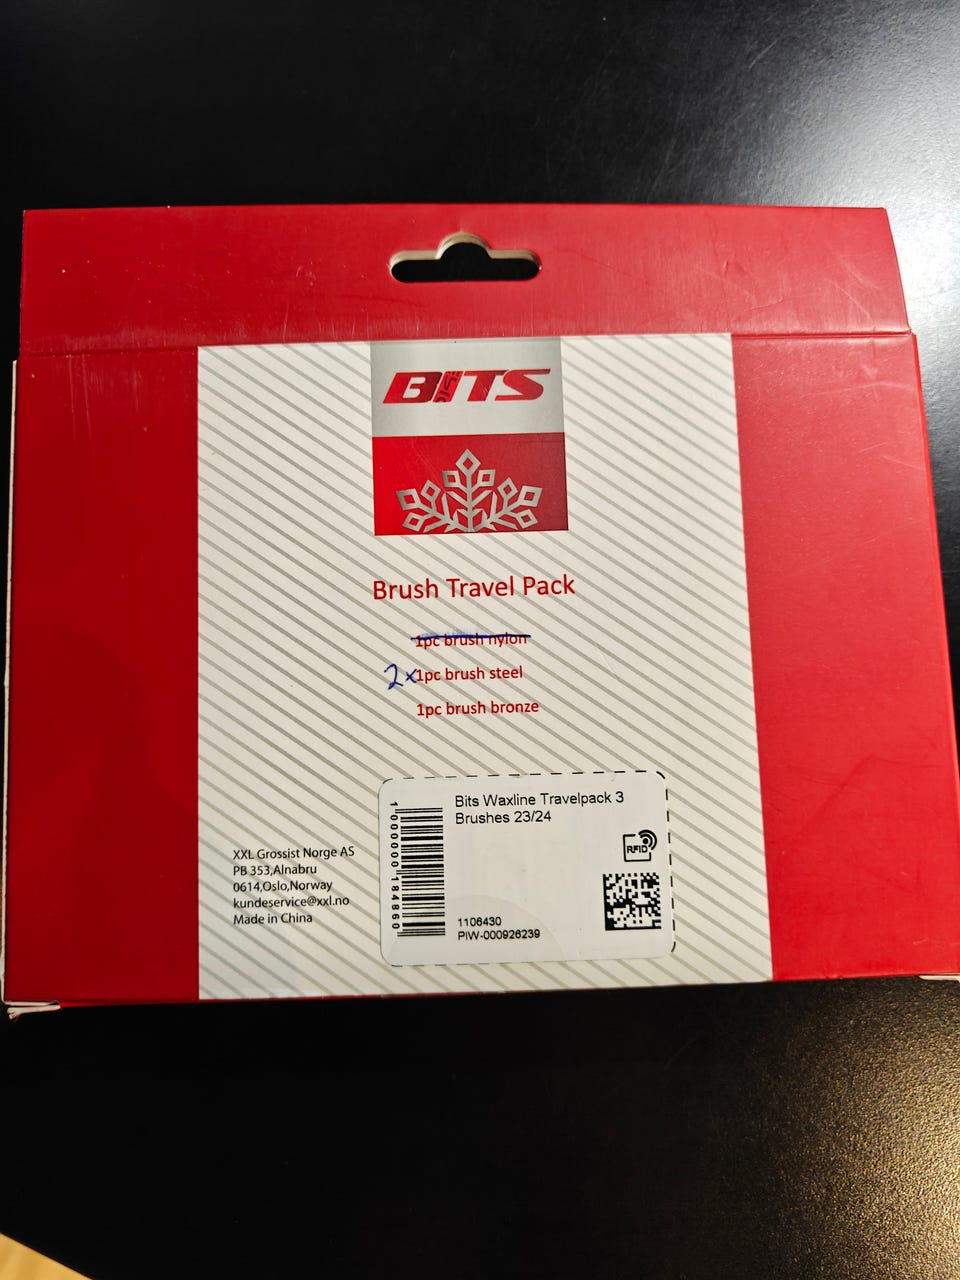 BITS
Brush Travel Pack
1pc brush nylon
2x 1pc brush steel
1pc brush bronze
Bits Waxline Travelpack 3
Brushes 23/24
RFID
1000000184860
1106430
PIW-000926239
XXL Grossist Norge AS
PB 353,Alnabru
0614,Oslo,Norway
kundeservice@xxl.no
Made in China